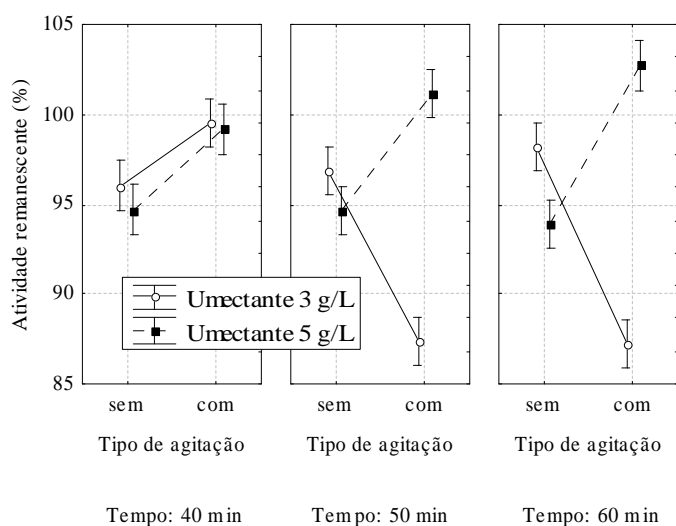 Atividade remanescente (%)
105
100
95
90
85
Umectante 3 g/L
Umectante 5 g/L
sem com sem com sem com
Tipo de agitação Tipo de agitação Tipo de agitação
Tempo: 40 min Tempo: 50 min Tempo: 60 min